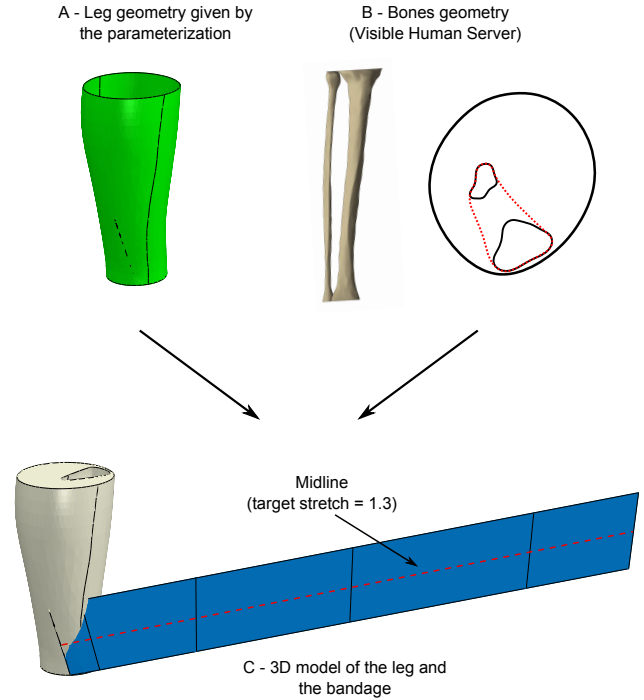 A - Leg geometry given by
the parameterization
B - Bones geometry
(Visible Human Server)
Midline
(target stretch = 1.3)
C - 3D model of the leg and
the bandage